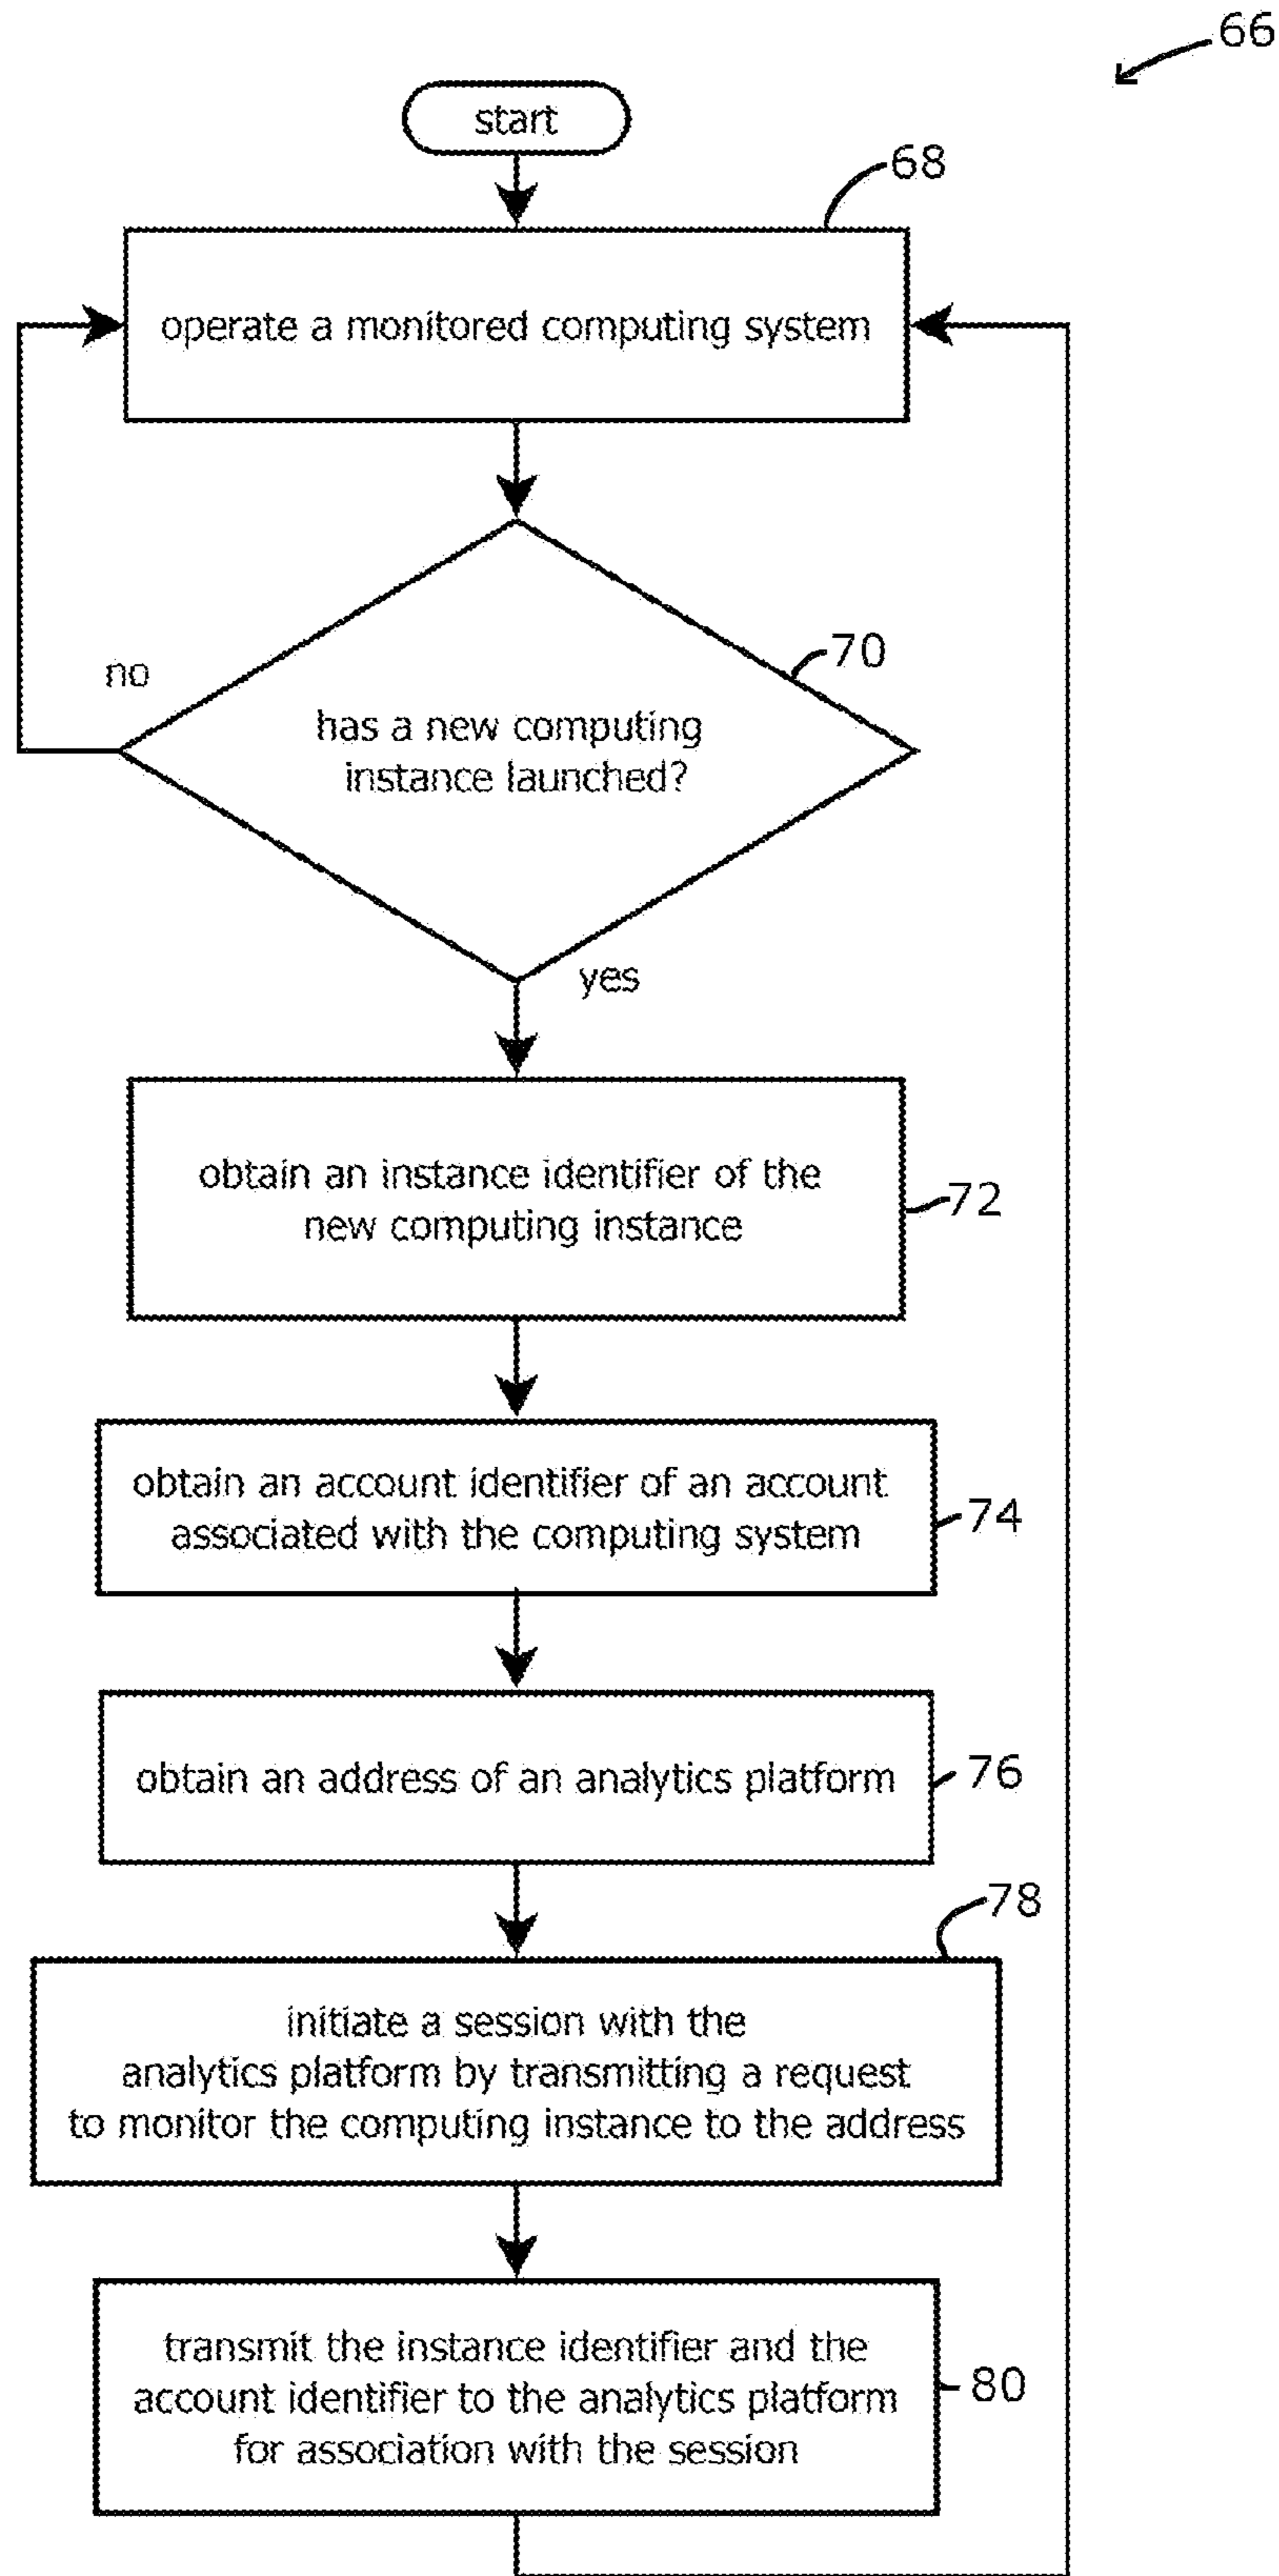 66
start
68
operate a monitored computing system
70
no
has a new computing
instance launched?
yes
obtain an instance identifier of the
new computing instance
72
obtain an account identifier of an account
associated with the computing system
74
obtain an address of an analytics platform
76
78
initiate a session with the
analytics platform by transmitting a request
to monitor the computing instance to the address
transmit the instance identifier and the
account identifier to the analytics platform
for association with the session
80